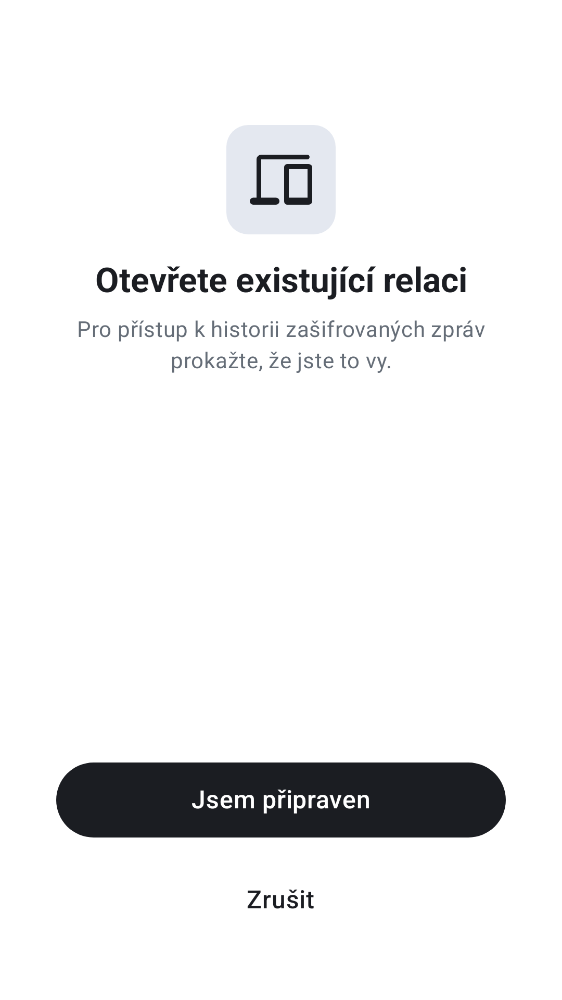 Otevřete existující relaci
Pro přístup k historii zašifrovaných zpráv
prokažte, že jste to vy.
Jsem připraven
Zrušit